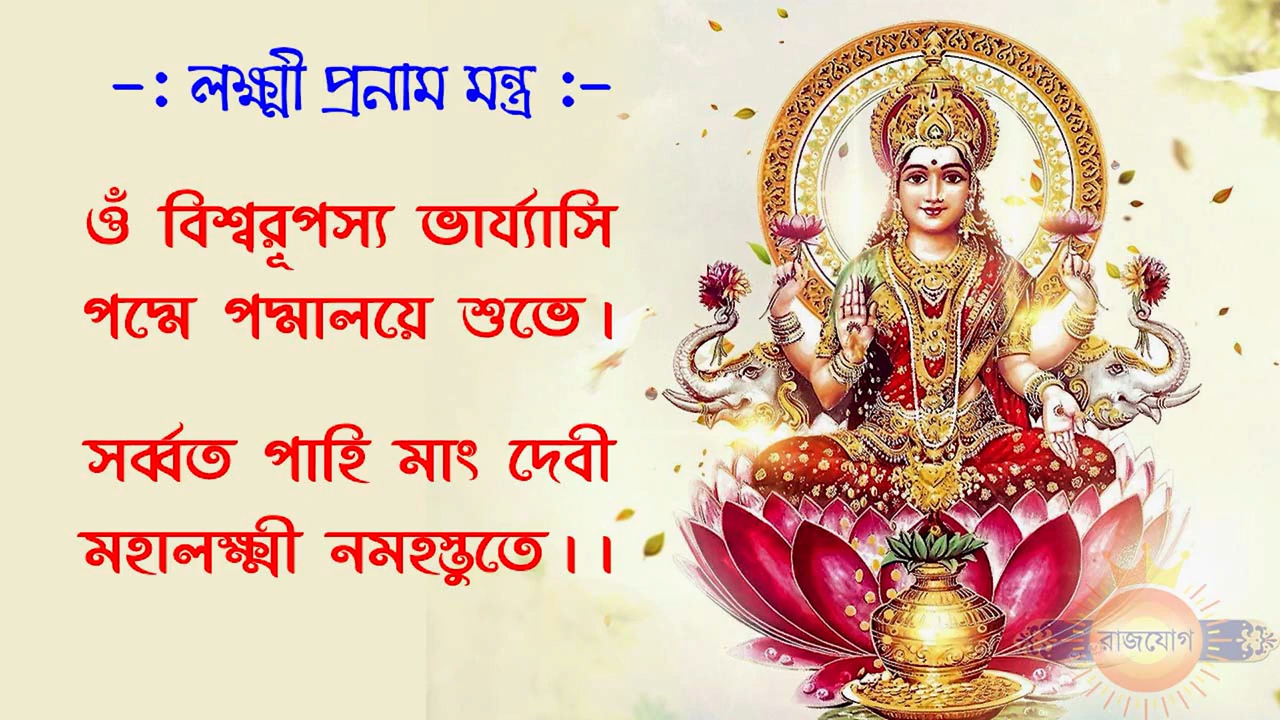 -: লক্ষ্মী প্রনাম মন্ত্র :-
ওঁ বিশ্বরূপস্য ভার্য্যাসি
পদ্মে পদ্মালয়ে শুভে।
সর্ব্বত পাহি মাং দেবী
মহালক্ষ্মী নমহস্তুতে।।
রাজযোগ